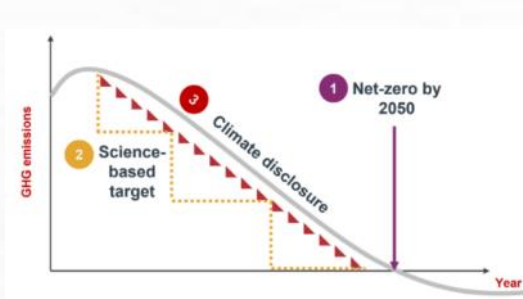 1 Net-zero by
2050
3 Climate disclosure
2 Science-
based
target
GHG emissions
Year